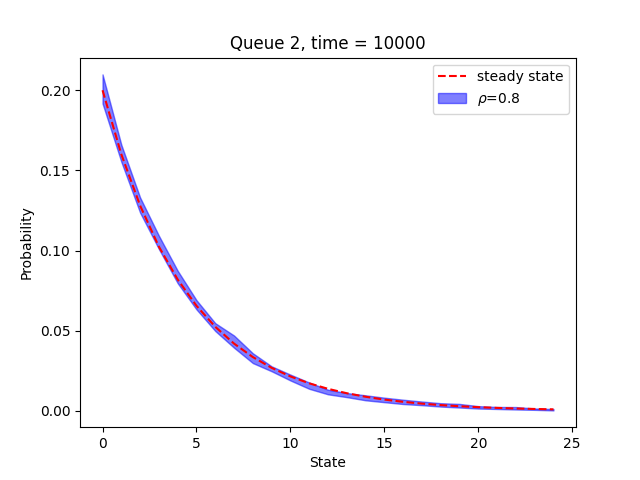 Queue 2, time = 10000
steady state
ρ=0.8
Probability
0.20
0.15
0.10
0.05
0.00
0 5 10 15 20 25
State